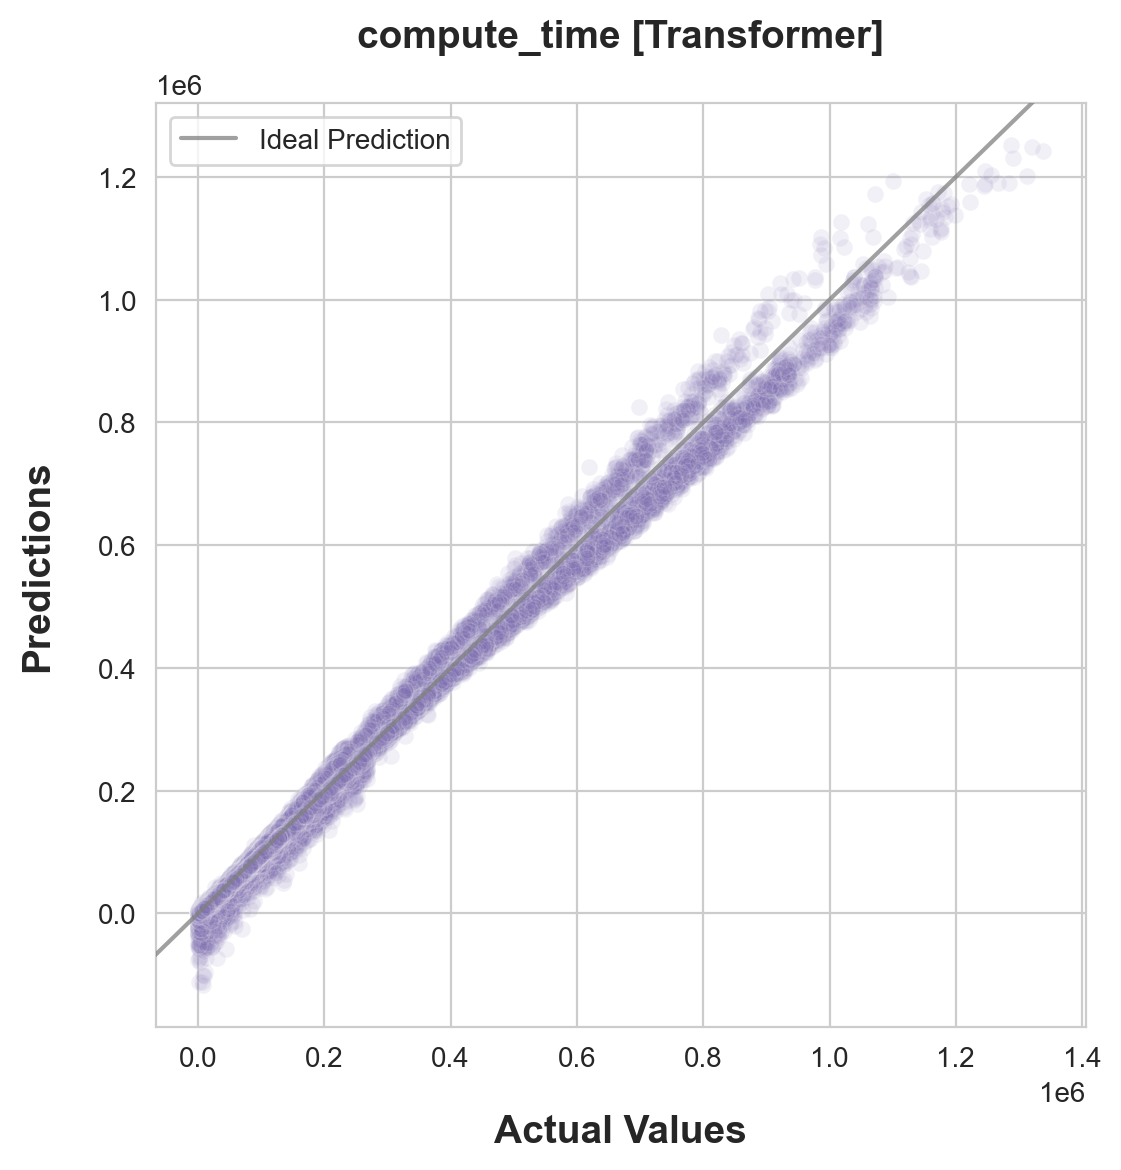 compute_time [Transformer]
1e6
Ideal Prediction
1.2
1.0
0.8
0.6
0.4
0.2
0.0
Predictions
0.0 0.2 0.4 0.6 0.8 1.0 1.2 1.4
1e6
Actual Values